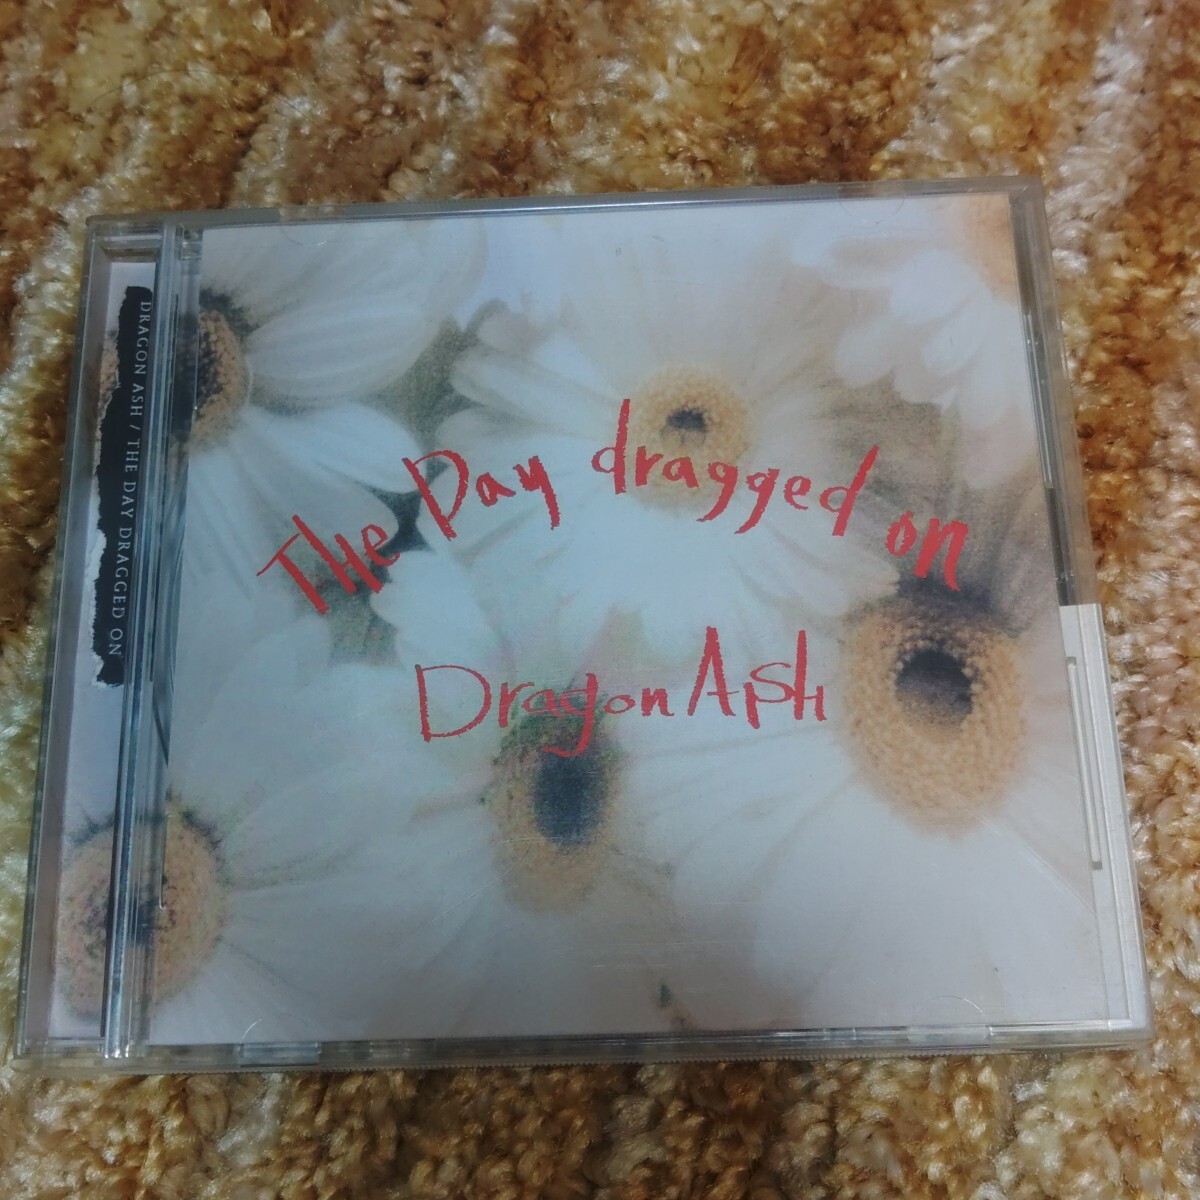 DRAGON ASH / THE DAY DRAGGED ON
The Day dragged on
Dragon Ash